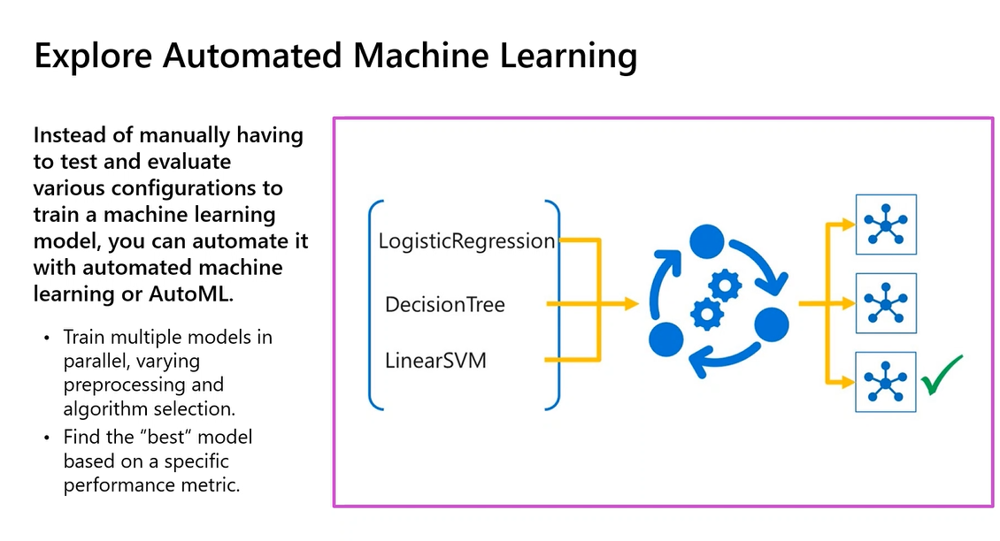 Explore Automated Machine Learning
Instead of manually having
to test and evaluate
various configurations to
train a machine learning
model, you can automate it
with automated machine
learning or AutoML.
• Train multiple models in
parallel, varying
preprocessing and
algorithm selection.
• Find the “best” model
based on a specific
performance metric.
LogisticRegression
DecisionTree
LinearSVM